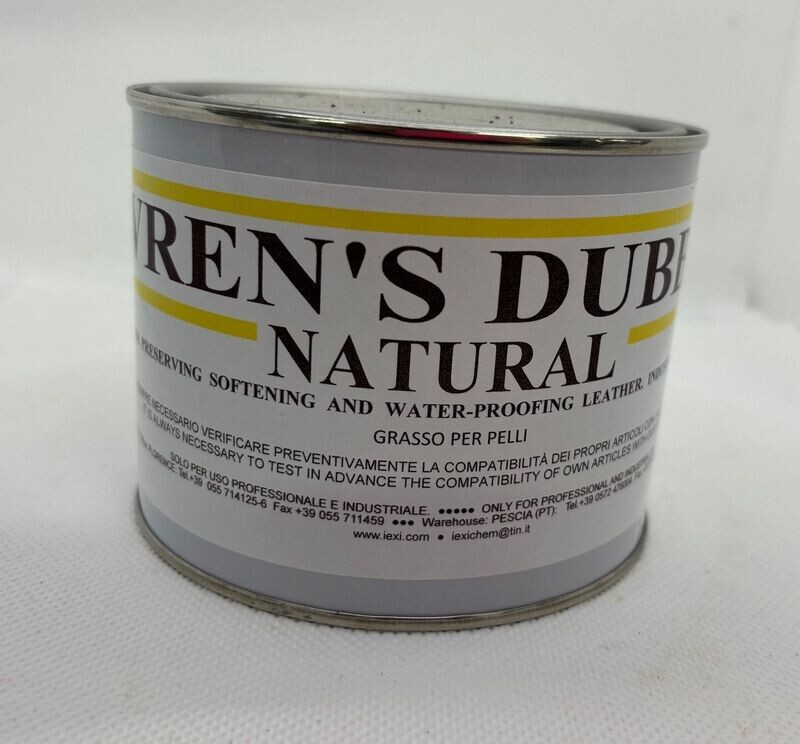 WREN'S DUBB
NATURAL
PRESERVING SOFTENING AND WATER-PROOFING LEATHER.
NECESSARIO VERIFICARE PREVENTIVAMENTE LA COMPATIBILITÀ DEI PROPRI ARTICOLI CON
GRASSO PER PELLI
IT IS ALWAYS NECESSARY TO TEST IN ADVANCE THE COMPATIBILITY OF OWN ARTICLES WITH
SOLO PER USO PROFESSIONALE E INDUSTRIALE. ••••• ONLY FOR PROFESSIONAL AND
FLORENCE: Tel.+39 055 714125-6 Fax +39 055 711459 ••• Warehouse: PESCIA (PT): Tel.+39 0572
www.iexi.com • iexichem@tin.it